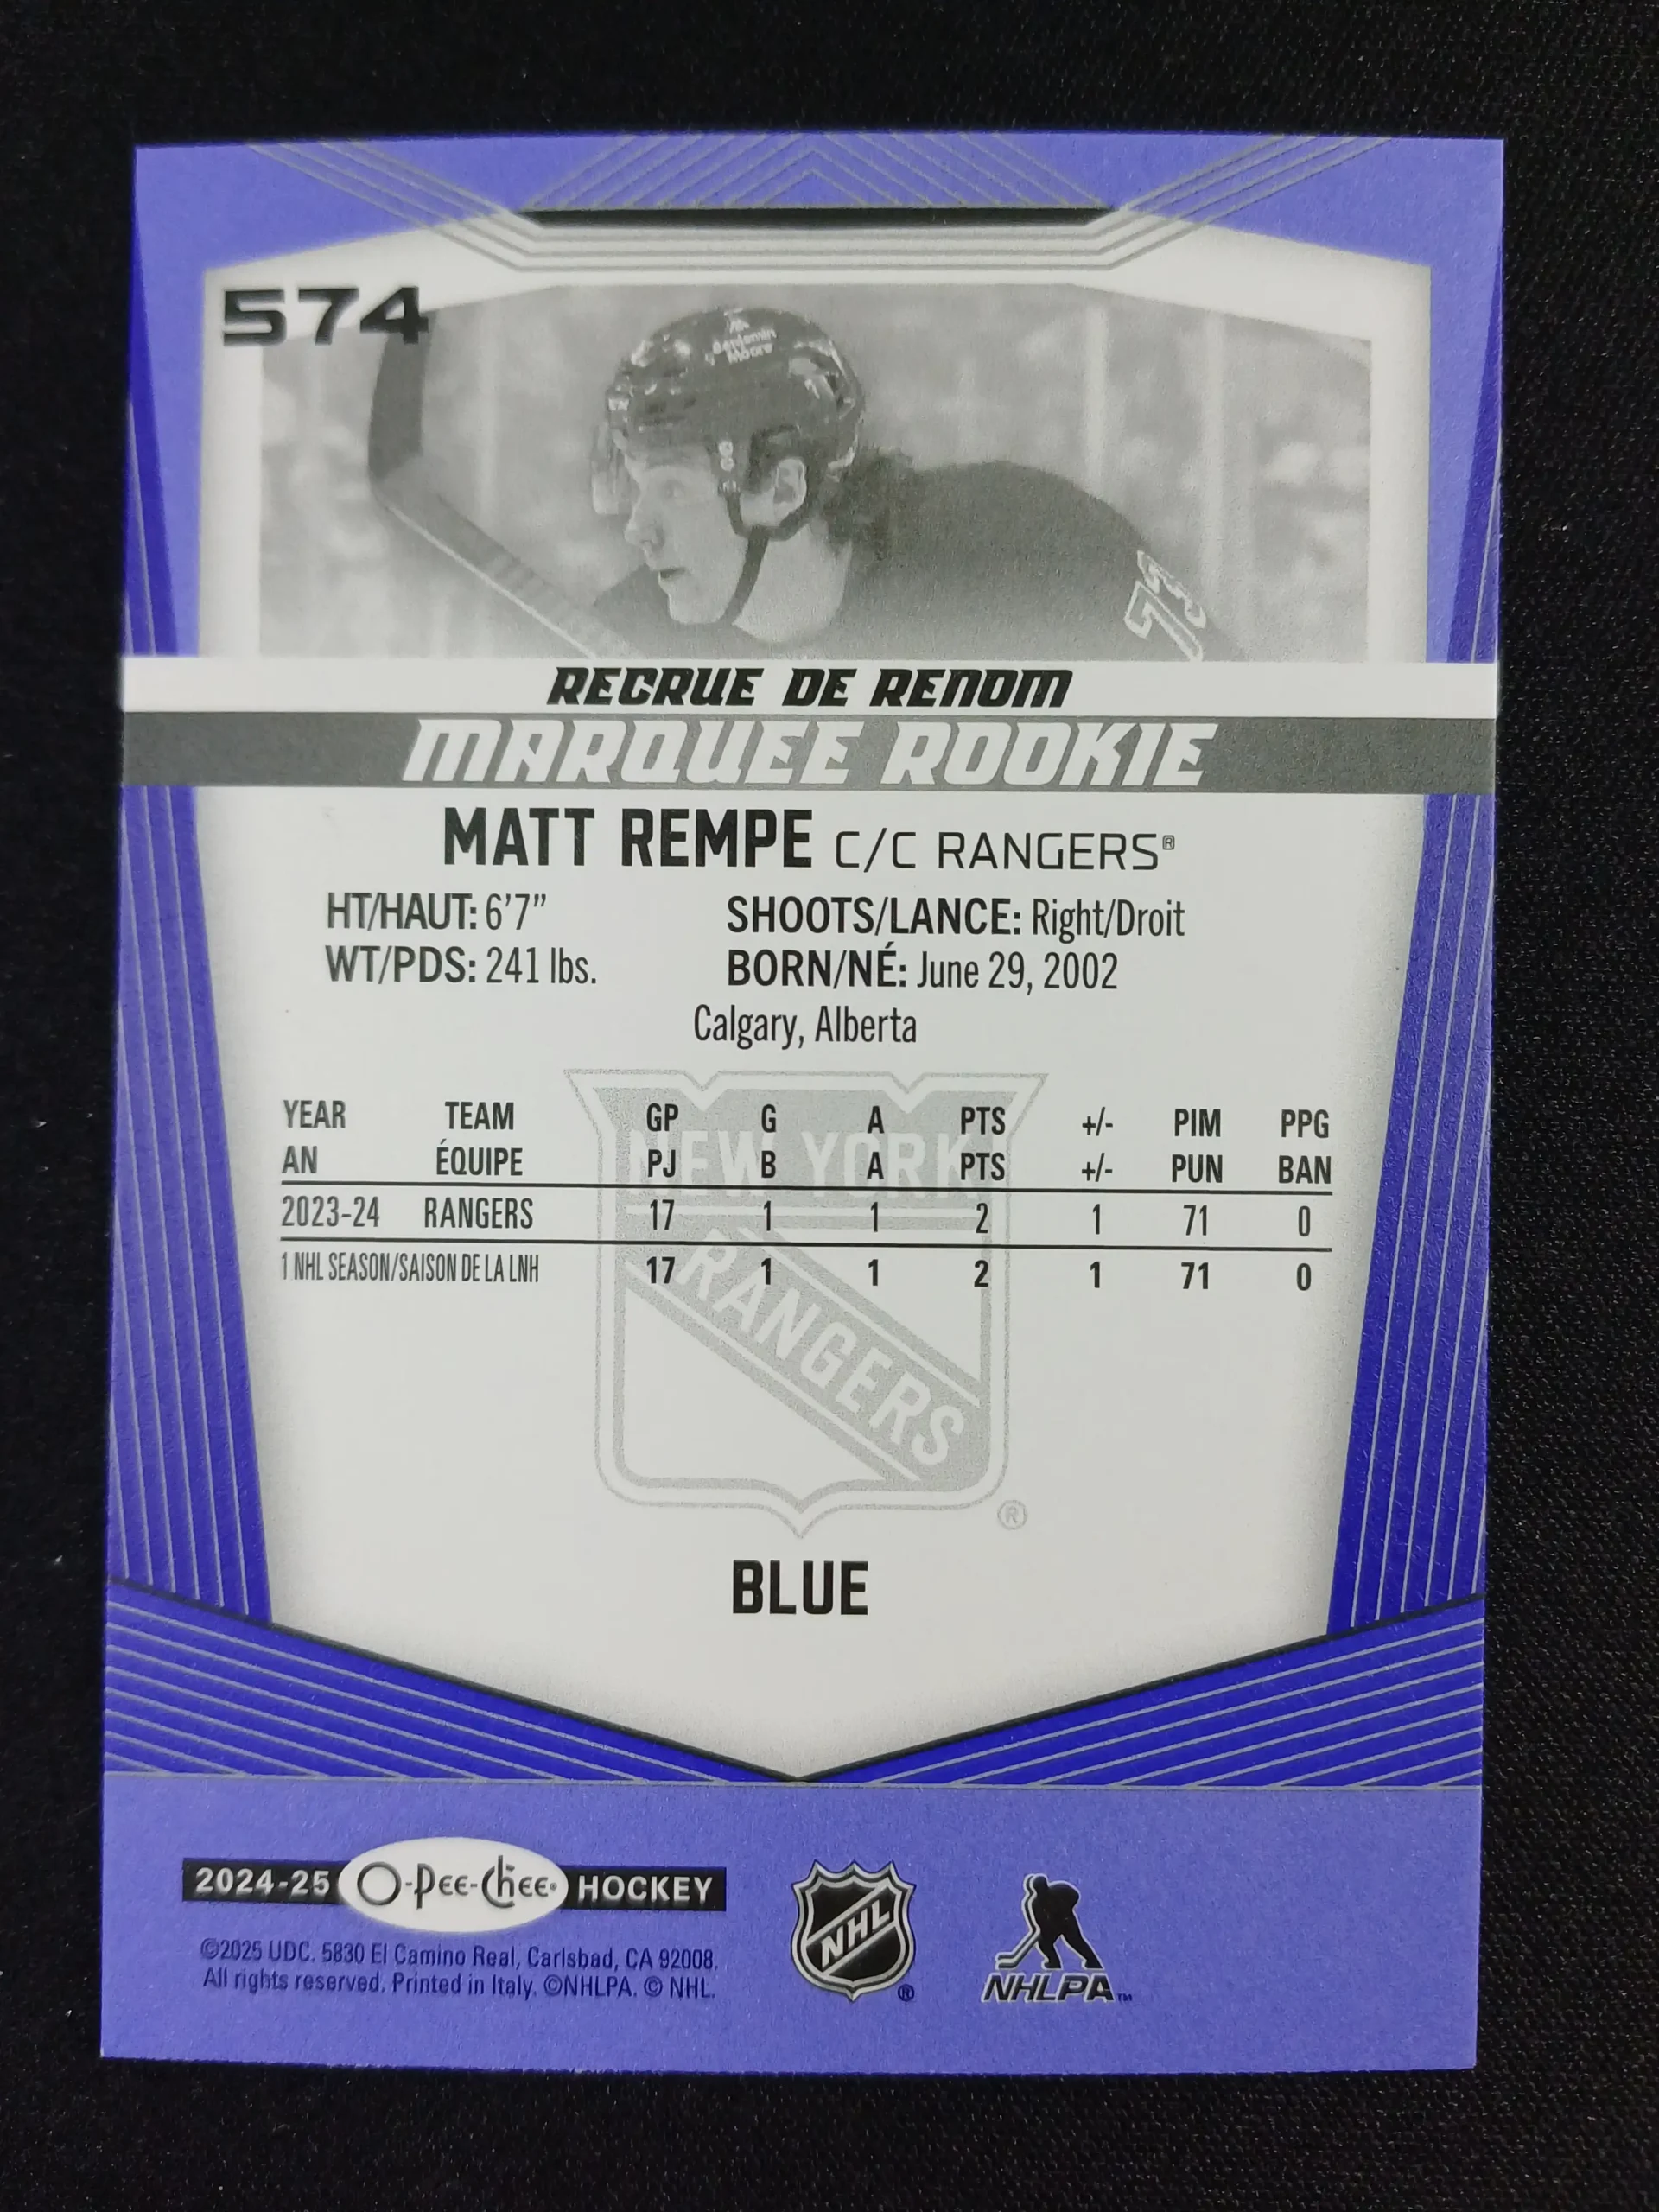 574
Benjamin
Moore
73
RECRUE DE RENOM
MARQUEE ROOKIE
MATT REMPE C/C RANGERS®
HT/HAUT: 6'7" SHOOTS/LANCE: Right/Droit
WT/PDS: 241 lbs. BORN/NÉ: June 29, 2002
Calgary, Alberta
YEAR TEAM GP G A PTS +/- PIM PPG
AN ÉQUIPE PJ B A PTS +/- PUN BAN
2023-24 RANGERS 17 1 1 2 1 71 0
1 NHL SEASON/SAISON DE LA LNH 17 1 1 2 1 71 0
NEW YORK
RANGERS
®
BLUE
2024-25 O-Pee-Chee® HOCKEY
©2025 UDC. 5830 El Camino Real, Carlsbad, CA 92008.
All rights reserved. Printed in Italy. ©NHLPA. © NHL.
NHL ®
NHLPA™